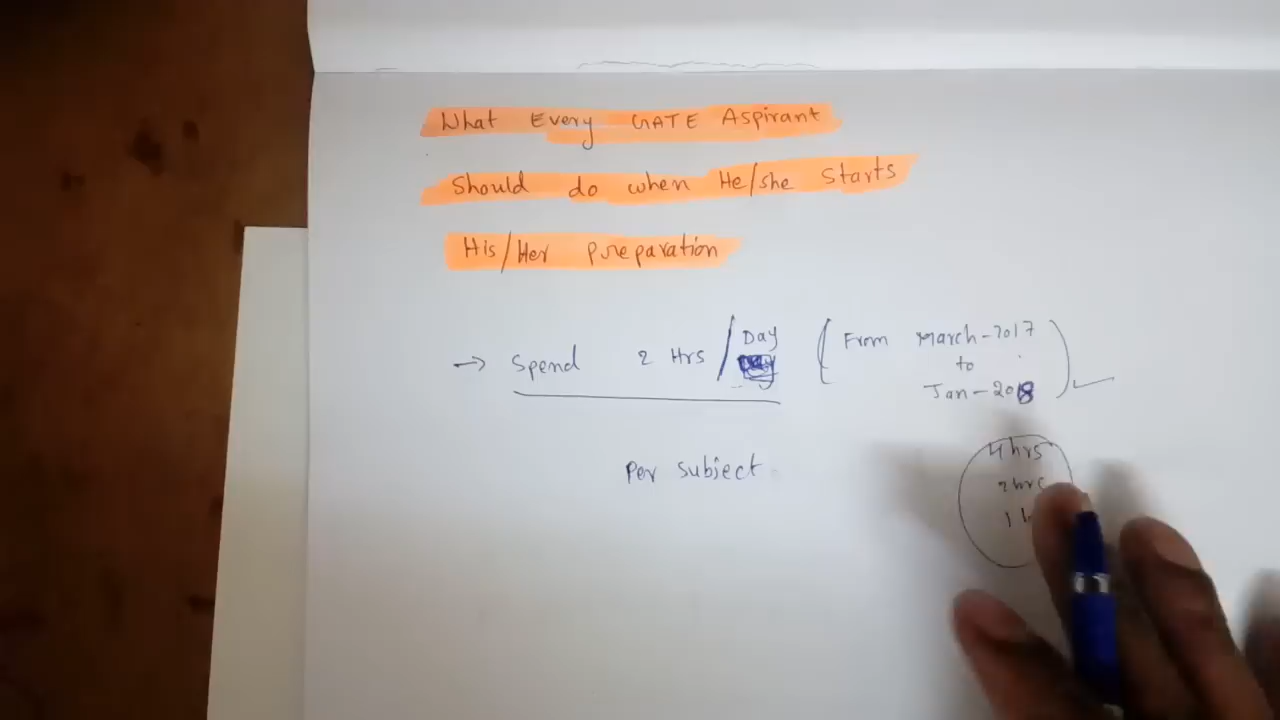 What Every GATE Aspirant
Should do when He/she Starts
His/Her preparation
→ Spend 2 Hrs / Day
(From March-2017
to
Jan-2018)
Per subject
4 hrs
2 hrs
1